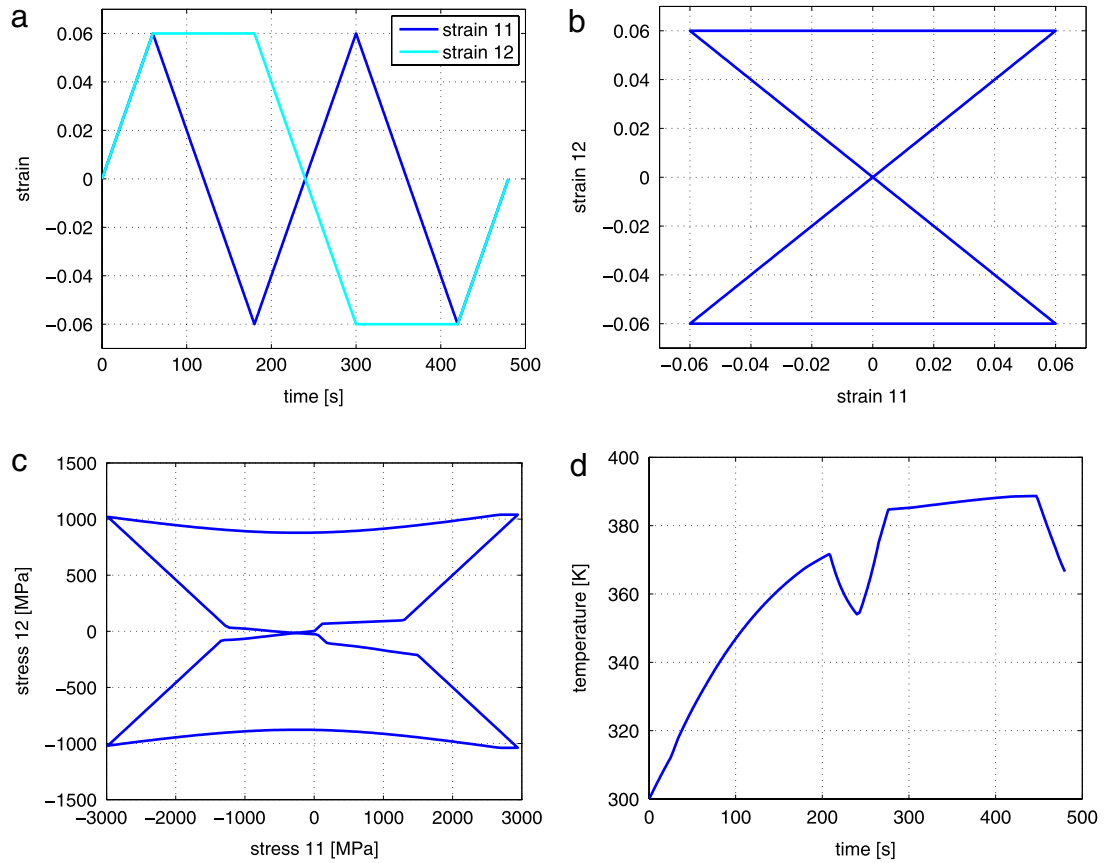 a
strain 11
strain 12
0.06
0.04
0.02
0
−0.02
−0.04
−0.06
strain
0 100 200 300 400 500
time [s]
b
0.06
0.04
0.02
0
−0.02
−0.04
−0.06
strain 12
−0.06 −0.04 −0.02 0 0.02 0.04 0.06
strain 11
c
1500
1000
500
0
−500
−1000
−1500
stress 12 [MPa]
−3000 −2000 −1000 0 1000 2000 3000
stress 11 [MPa]
d
400
380
360
340
320
300
temperature [K]
0 100 200 300 400 500
time [s]